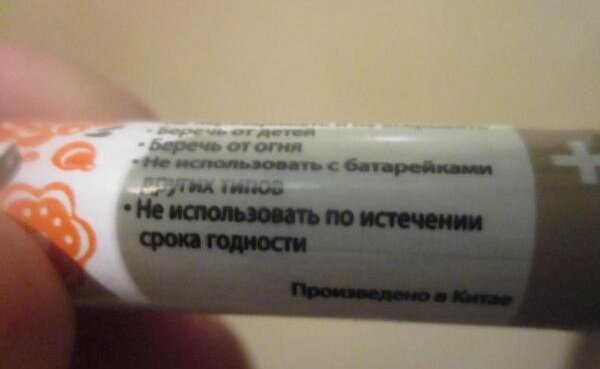 • Беречь от детей
• Беречь от огня
• Не использовать с батарейками
других типов
• Не использовать по истечении
срока годности
Произведено в Китае
+